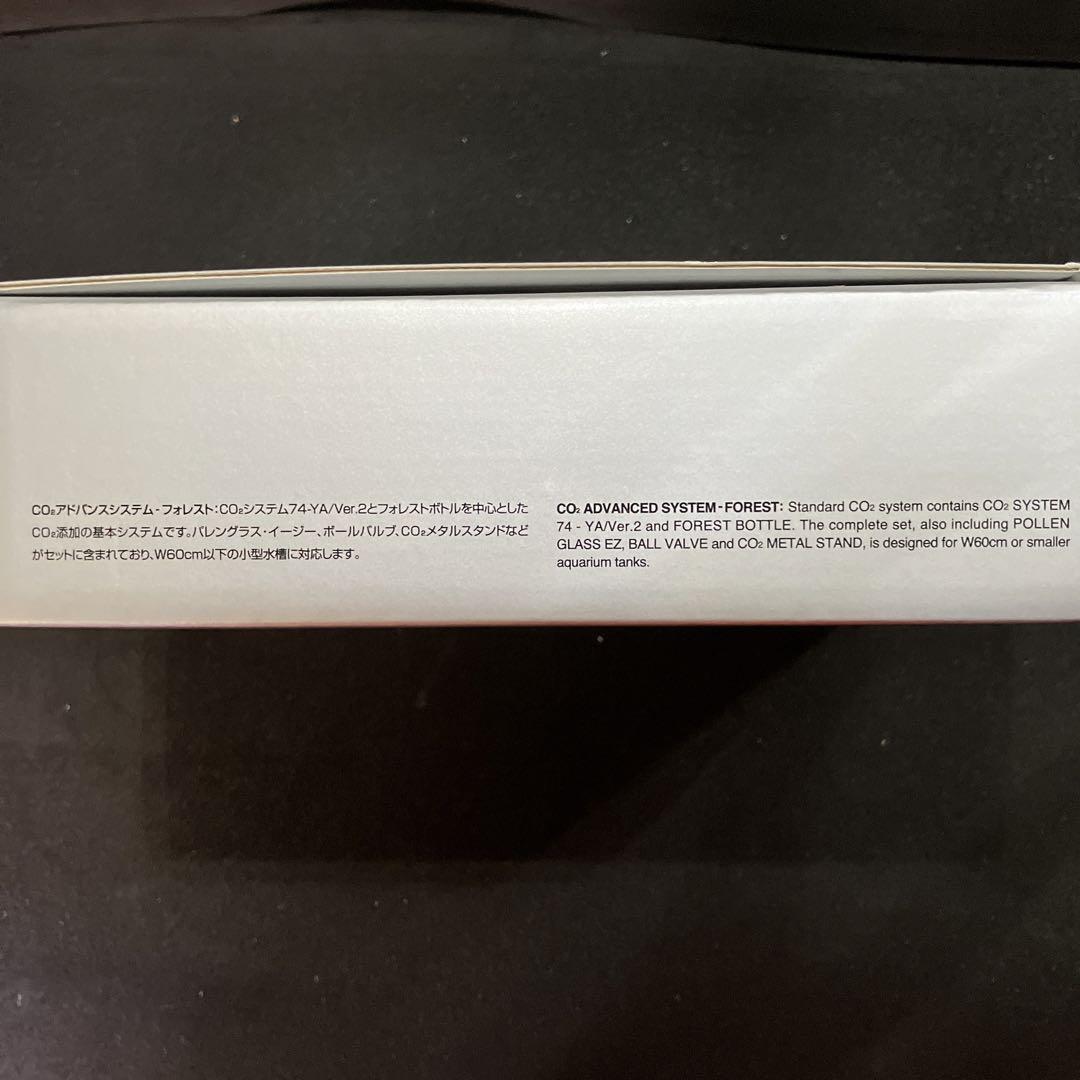 CO₂アドバンスシステム-フォレスト：CO₂システム74-YA/Ver.2とフォレストボトルを中心とした
CO₂添加の基本システムです。パレングラス・イージー、ボールバルブ、CO₂メタルスタンドなど
がセットに含まれており、W60cm以下の小型水槽に対応します。
CO₂ ADVANCED SYSTEM-FOREST: Standard CO₂ system contains CO₂ SYSTEM
74 - YA/Ver.2 and FOREST BOTTLE. The complete set, also including POLLEN
GLASS EZ, BALL VALVE and CO₂ METAL STAND, is designed for W60cm or smaller
aquarium tanks.